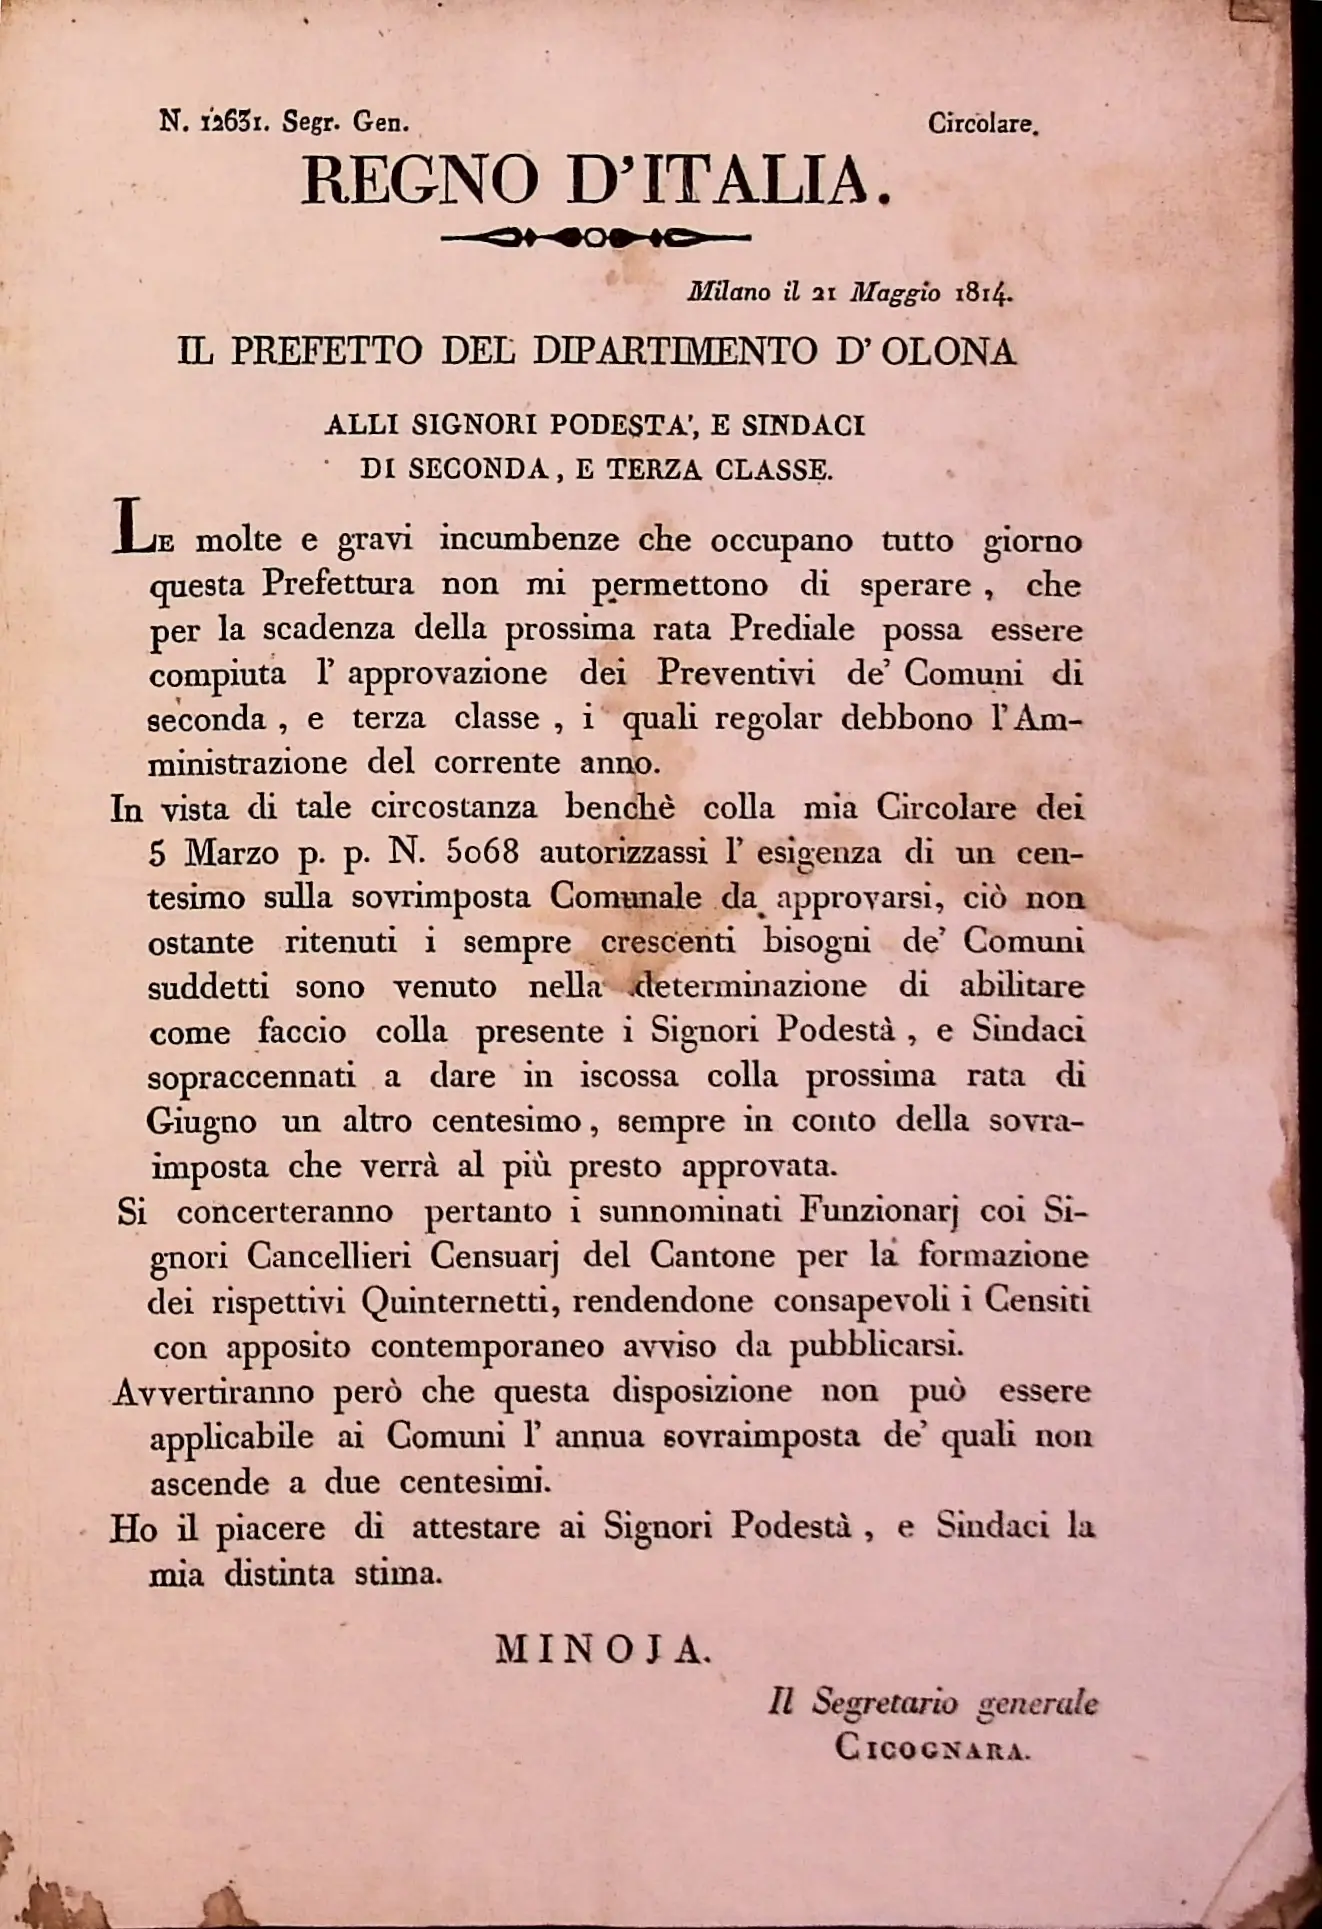 N. 12631. Segr. Gen. Circolare.
REGNO D'ITALIA.
Milano il 21 Maggio 1814.
IL PREFETTO DEL DIPARTIMENTO D' OLONA
ALLI SIGNORI PODESTA', E SINDACI
DI SECONDA, E TERZA CLASSE.
LE molte e gravi incumbenze che occupano tutto giorno
questa Prefettura non mi permettono di sperare, che
per la scadenza della prossima rata Prediale possa essere
compiuta l' approvazione dei Preventivi de' Comuni di
seconda, e terza classe, i quali regolar debbono l'Am-
ministrazione del corrente anno.
In vista di tale circostanza benchè colla mia Circolare dei
5 Marzo p. p. N. 5068 autorizzassi l' esigenza di un cen-
tesimo sulla sovrimposta Comunale da approvarsi, ciò non
ostante ritenuti i sempre crescenti bisogni de' Comuni
suddetti sono venuto nella determinazione di abilitare
come faccio colla presente i Signori Podestà, e Sindaci
sopraccennati a dare in iscossa colla prossima rata di
Giugno un altro centesimo, sempre in conto della sovra-
imposta che verrà al più presto approvata.
Si concerteranno pertanto i sunnominati Funzionarj coi Si-
gnori Cancellieri Censuarj del Cantone per la formazione
dei rispettivi Quinternetti, rendendone consapevoli i Censiti
con apposito contemporaneo avviso da pubblicarsi.
Avvertiranno però che questa disposizione non può essere
applicabile ai Comuni l' annua sovraimposta de' quali non
ascende a due centesimi.
Ho il piacere di attestare ai Signori Podestà, e Sindaci la
mia distinta stima.
MINOJA.
Il Segretario generale
CICOGNARA.